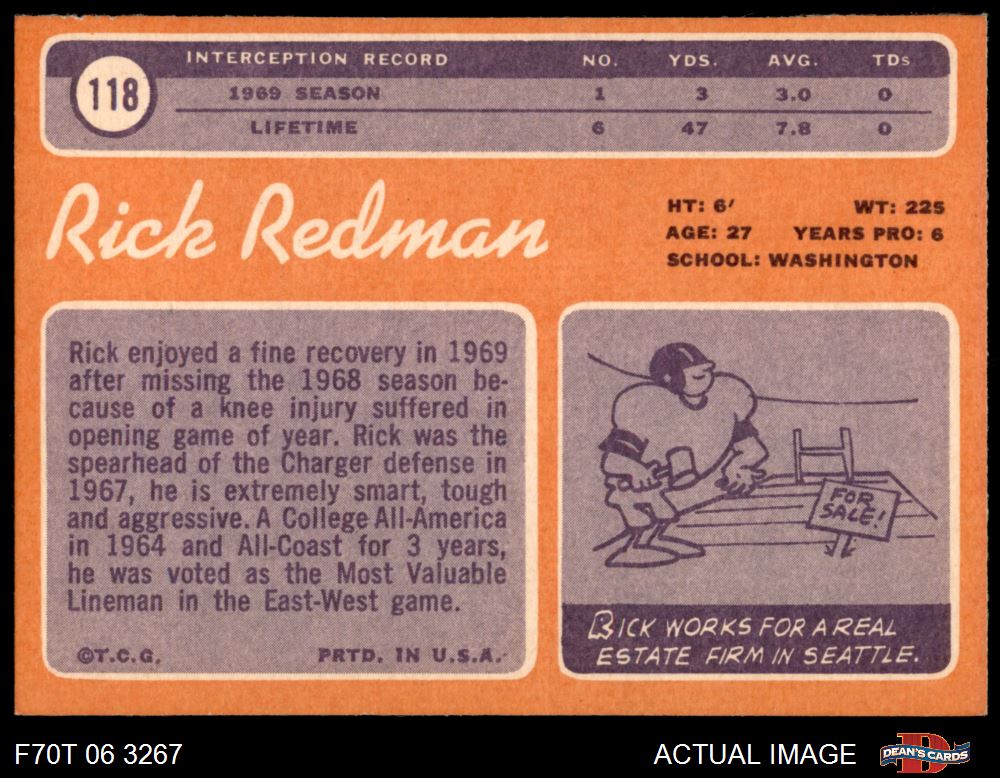 118
INTERCEPTION RECORD NO. YDS. AVG. TDs
1969 SEASON 1 3 3.0 0
LIFETIME 6 47 7.8 0
Rick Redman
HT: 6′ WT: 225
AGE: 27 YEARS PRO: 6
SCHOOL: WASHINGTON
Rick enjoyed a fine recovery in 1969
after missing the 1968 season be-
cause of a knee injury suffered in
opening game of year. Rick was the
spearhead of the Charger defense in
1967, he is extremely smart, tough
and aggressive. A College All-America
in 1964 and All-Coast for 3 years,
he was voted as the Most Valuable
Lineman in the East-West game.
©T.C.G. PRTD. IN U.S.A.
FOR
SALE!
RICK WORKS FOR A REAL
ESTATE FIRM IN SEATTLE.
F70T 06 3267 ACTUAL IMAGE DEAN'S CARDS